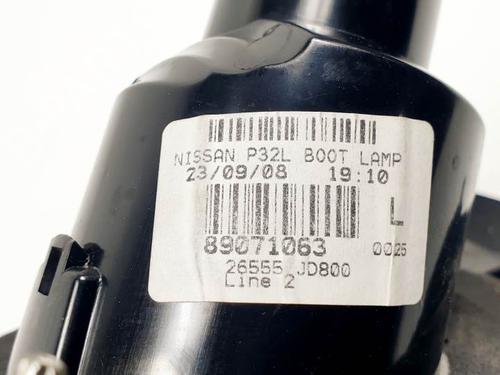 NISSAN P32L BOOT LAMP
23/09/08 19:10
L
89071063 0025
26555 JD800
Line 2